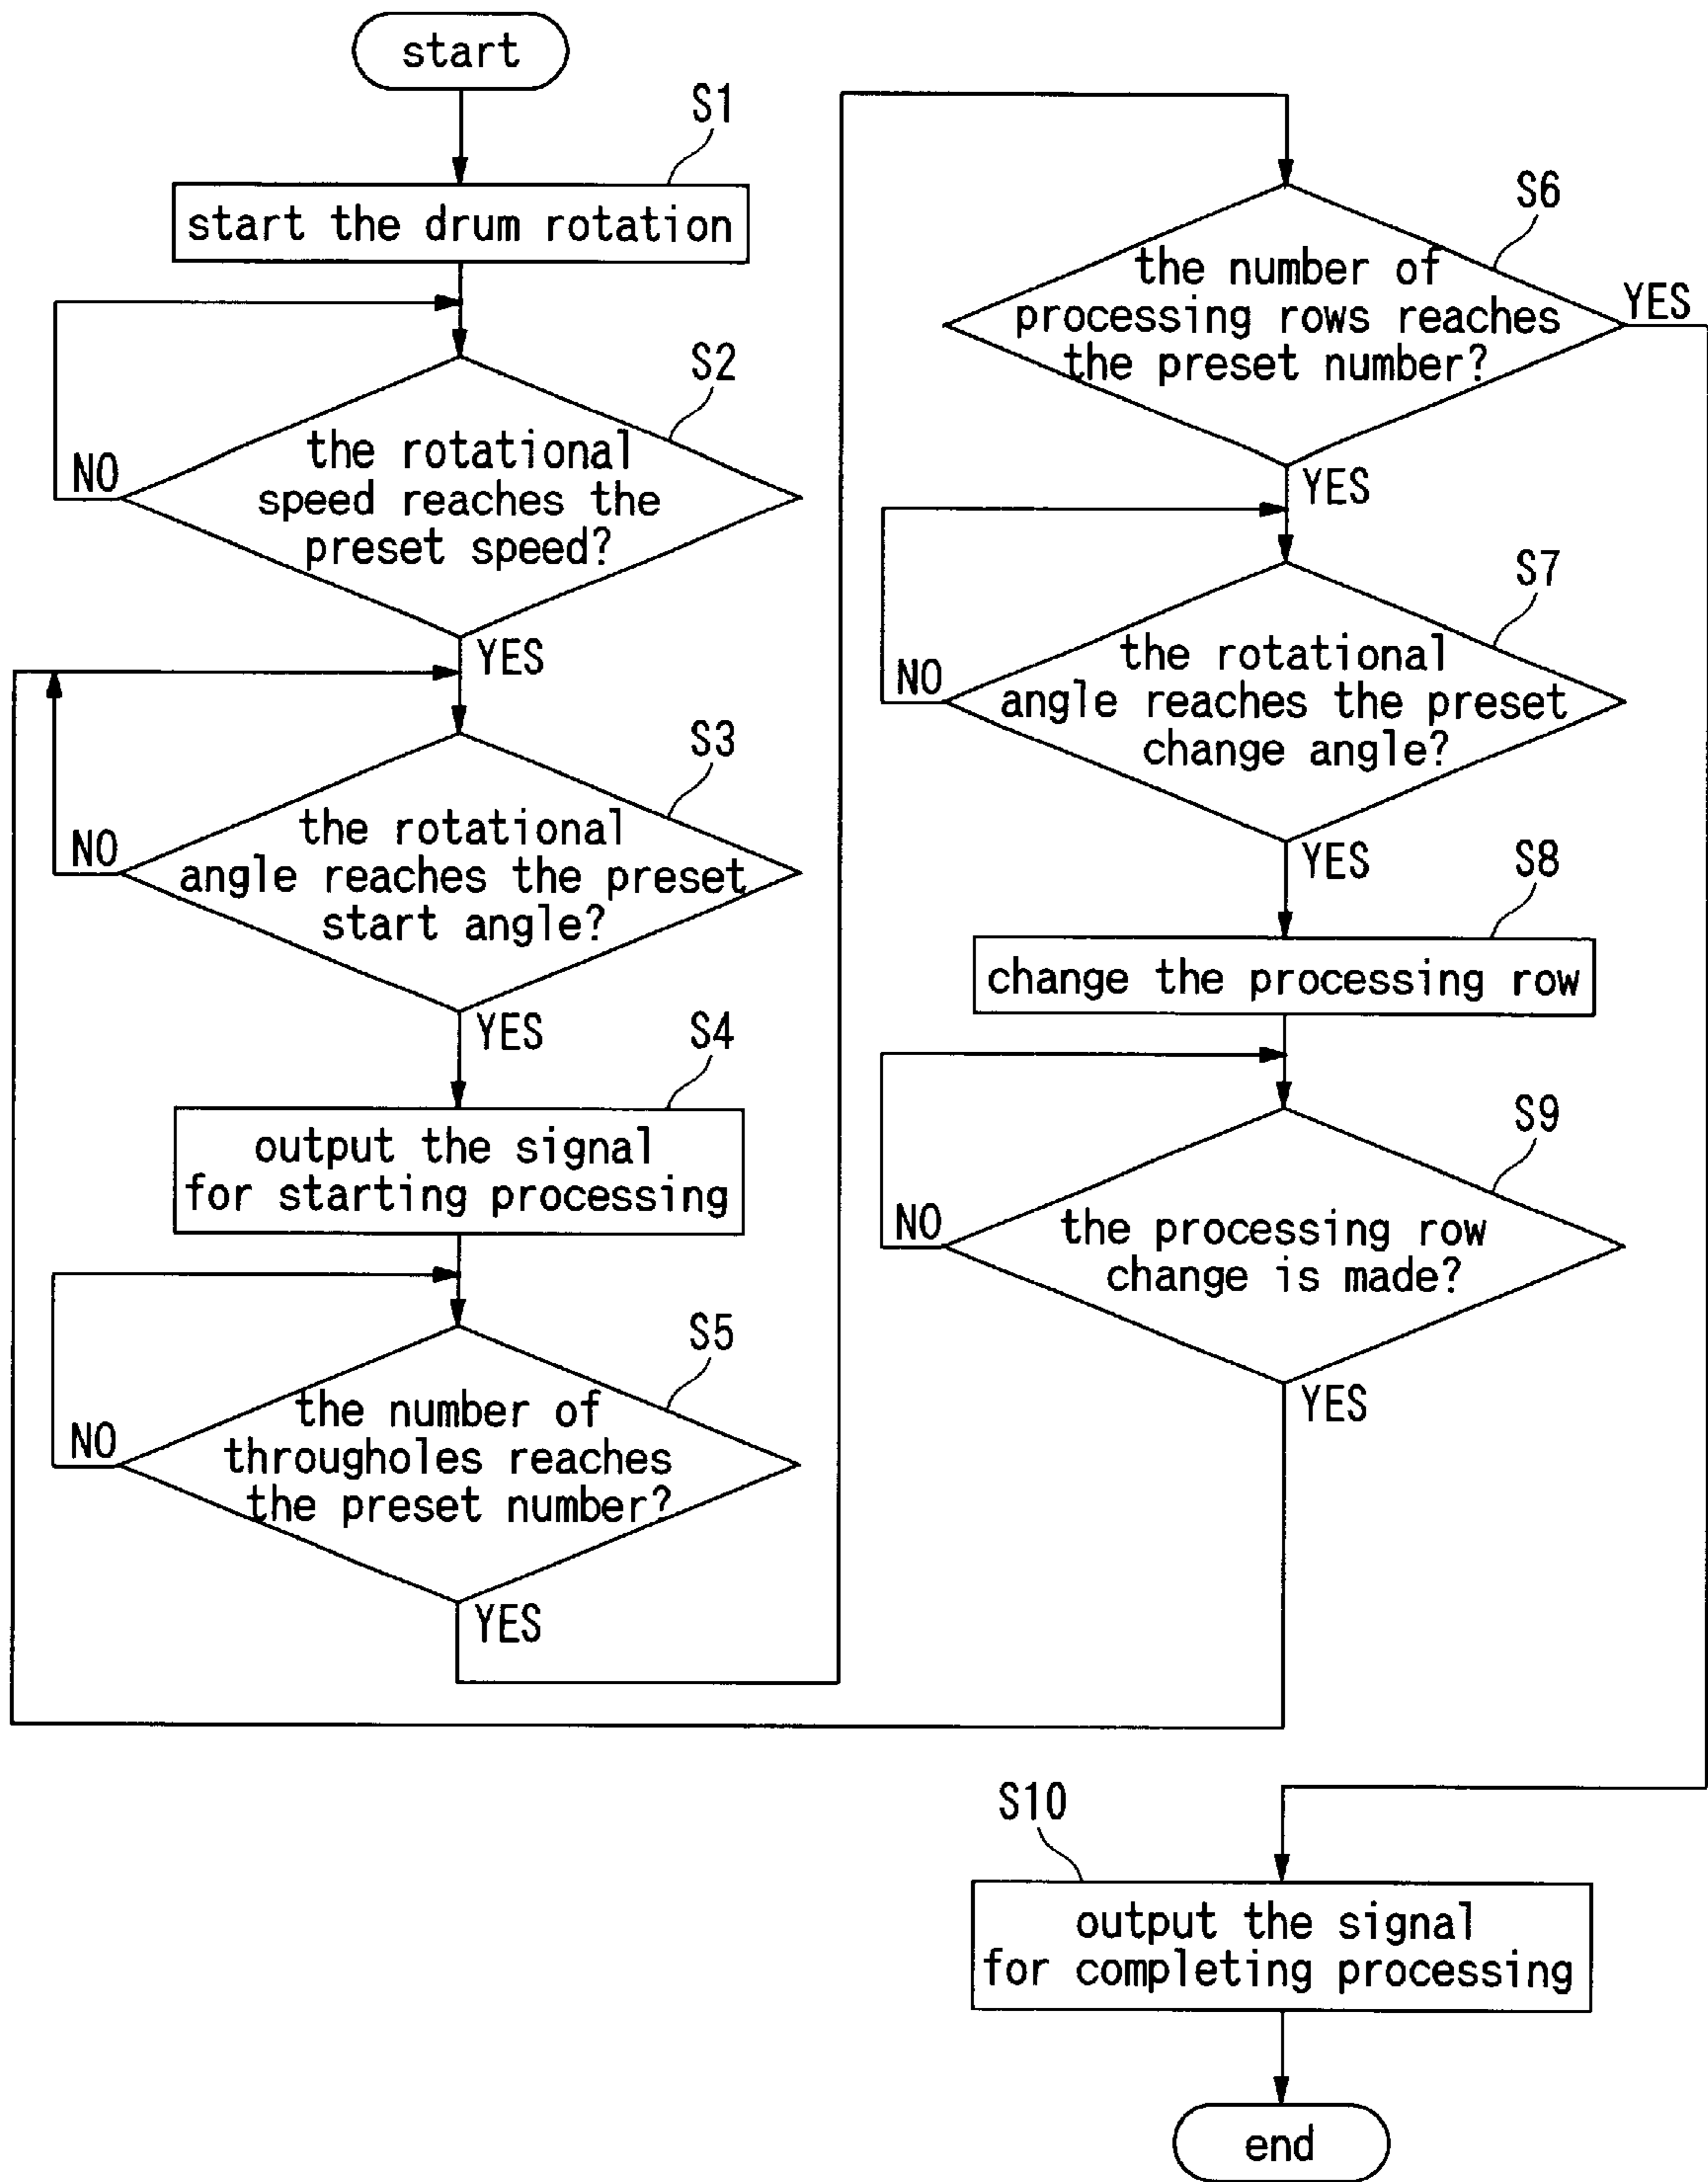 start
S1
start the drum rotation
S2
the rotational
speed reaches the
preset speed?
NO
YES
S3
the rotational
angle reaches the preset
start angle?
NO
YES
S4
output the signal
for starting processing
S5
the number of
througholes reaches
the preset number?
NO
YES
S6
the number of
processing rows reaches
the preset number?
YES
YES
S7
the rotational
angle reaches the preset
change angle?
NO
YES
S8
change the processing row
S9
the processing row
change is made?
NO
YES
S10
output the signal
for completing processing
end